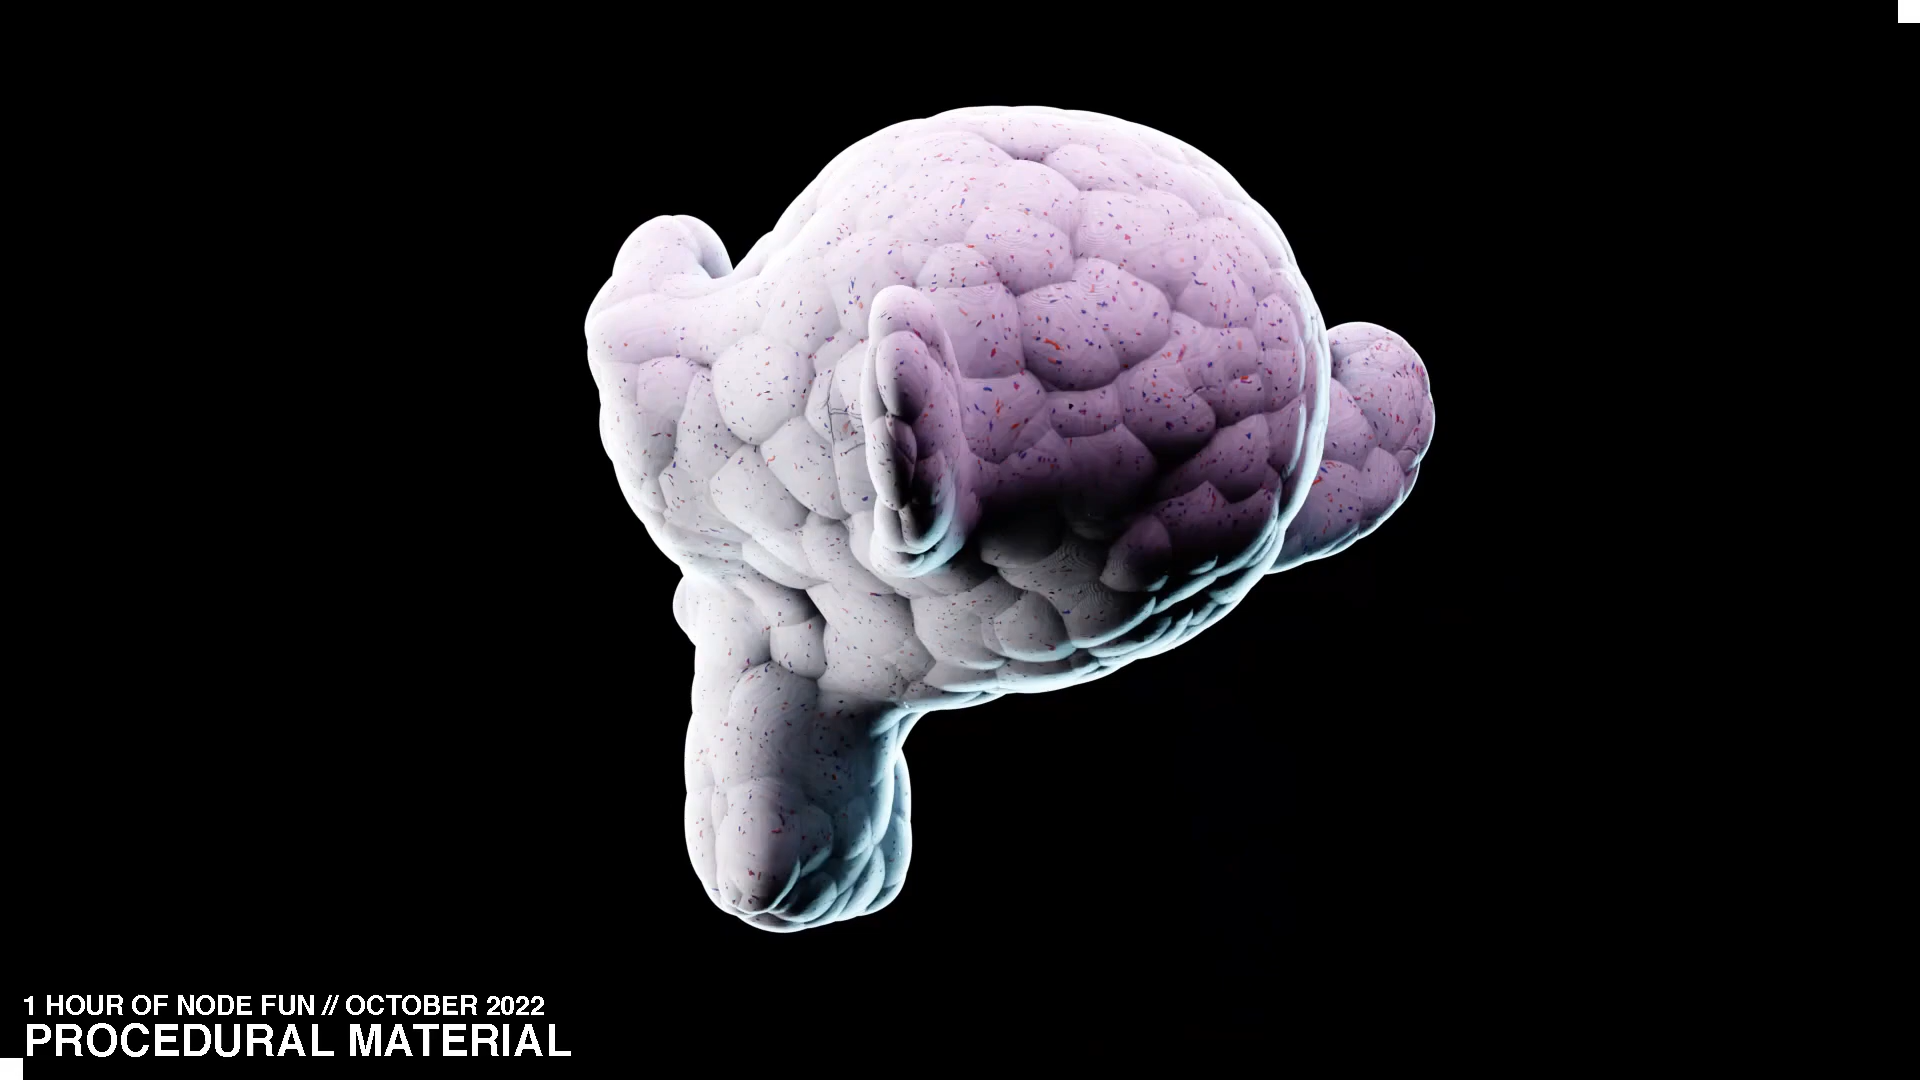 1 HOUR OF NODE FUN // OCTOBER 2022
PROCEDURAL MATERIAL